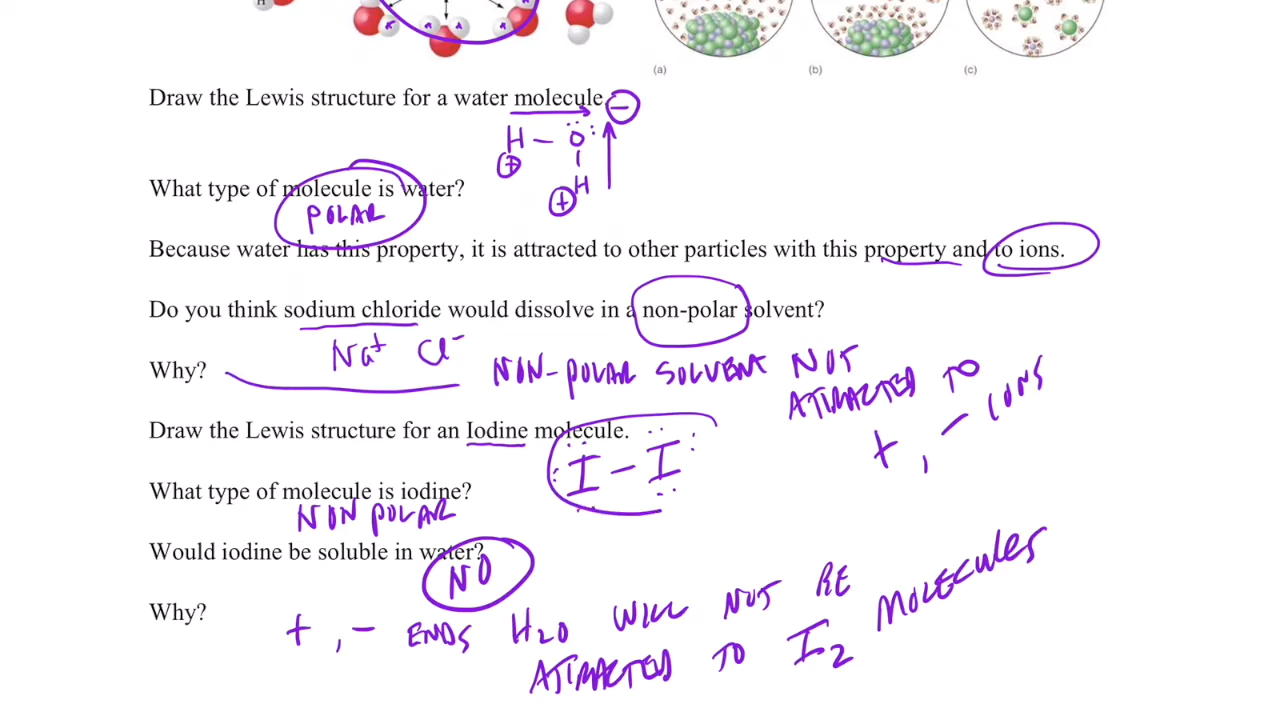 H
(a) (b) (c)
Draw the Lewis structure for a water molecule.
−
H − O
+
H
+
What type of molecule is water?
POLAR
Because water has this property, it is attracted to other particles with this property and to ions.
Do you think sodium chloride would dissolve in a non-polar solvent?
Na+ Cl−
Why?
NON-POLAR SOLVENT NOT
ATTRACTED TO
+, − IONS
Draw the Lewis structure for an Iodine molecule.
I − I
What type of molecule is iodine?
NON POLAR
Would iodine be soluble in water?
NO
Why?
+, − ENDS H2O WILL NOT BE
ATTRACTED TO I2 MOLECULES